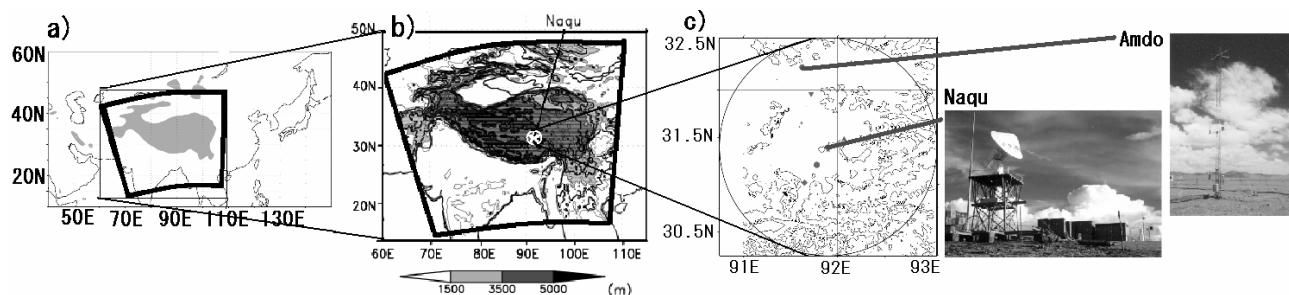 a)
60N
40N
20N
50E 70E 90E 110E 130E
b)
Naqu
50N
40N
30N
20N
60E 70E 80E 90E 100E 110E
1500 3500 5000 (m)
c)
32.5N
31.5N
30.5N
91E 92E 93E
Amdo
Naqu